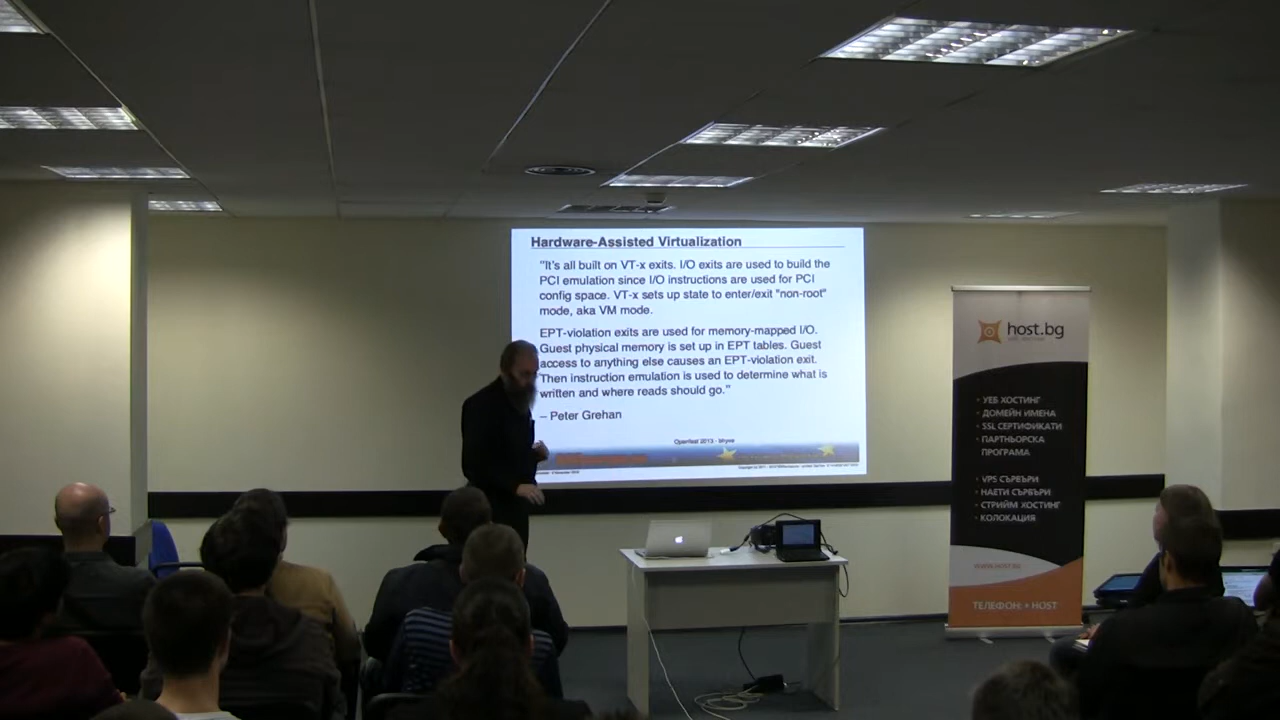 Hardware-Assisted Virtualization
"It's all built on VT-x exits. I/O exits are used to build the
PCI emulation since I/O instructions are used for PCI
config space. VT-x sets up state to enter/exit "non-root"
mode, aka VM mode.
EPT-violation exits are used for memory-mapped I/O.
Guest physical memory is set up in EPT tables. Guest
access to anything else causes an EPT-violation exit.
Then instruction emulation is used to determine what is
written and where reads should go."
– Peter Grehan
Openfest 2013 -
host.bg
• УЕБ ХОСТИНГ
• ДОМЕЙН ИМЕНА
• SSL СЕРТИФИКАТИ
• ПАРТНЬОРСКА
ПРОГРАМА
• VPS СЪРВЪРИ
• НАЕТИ СЪРВЪРИ
• СТРИЙМ ХОСТИНГ
• КОЛОКАЦИЯ
WWW.HOST.BG
ТЕЛЕФОН: + HOST